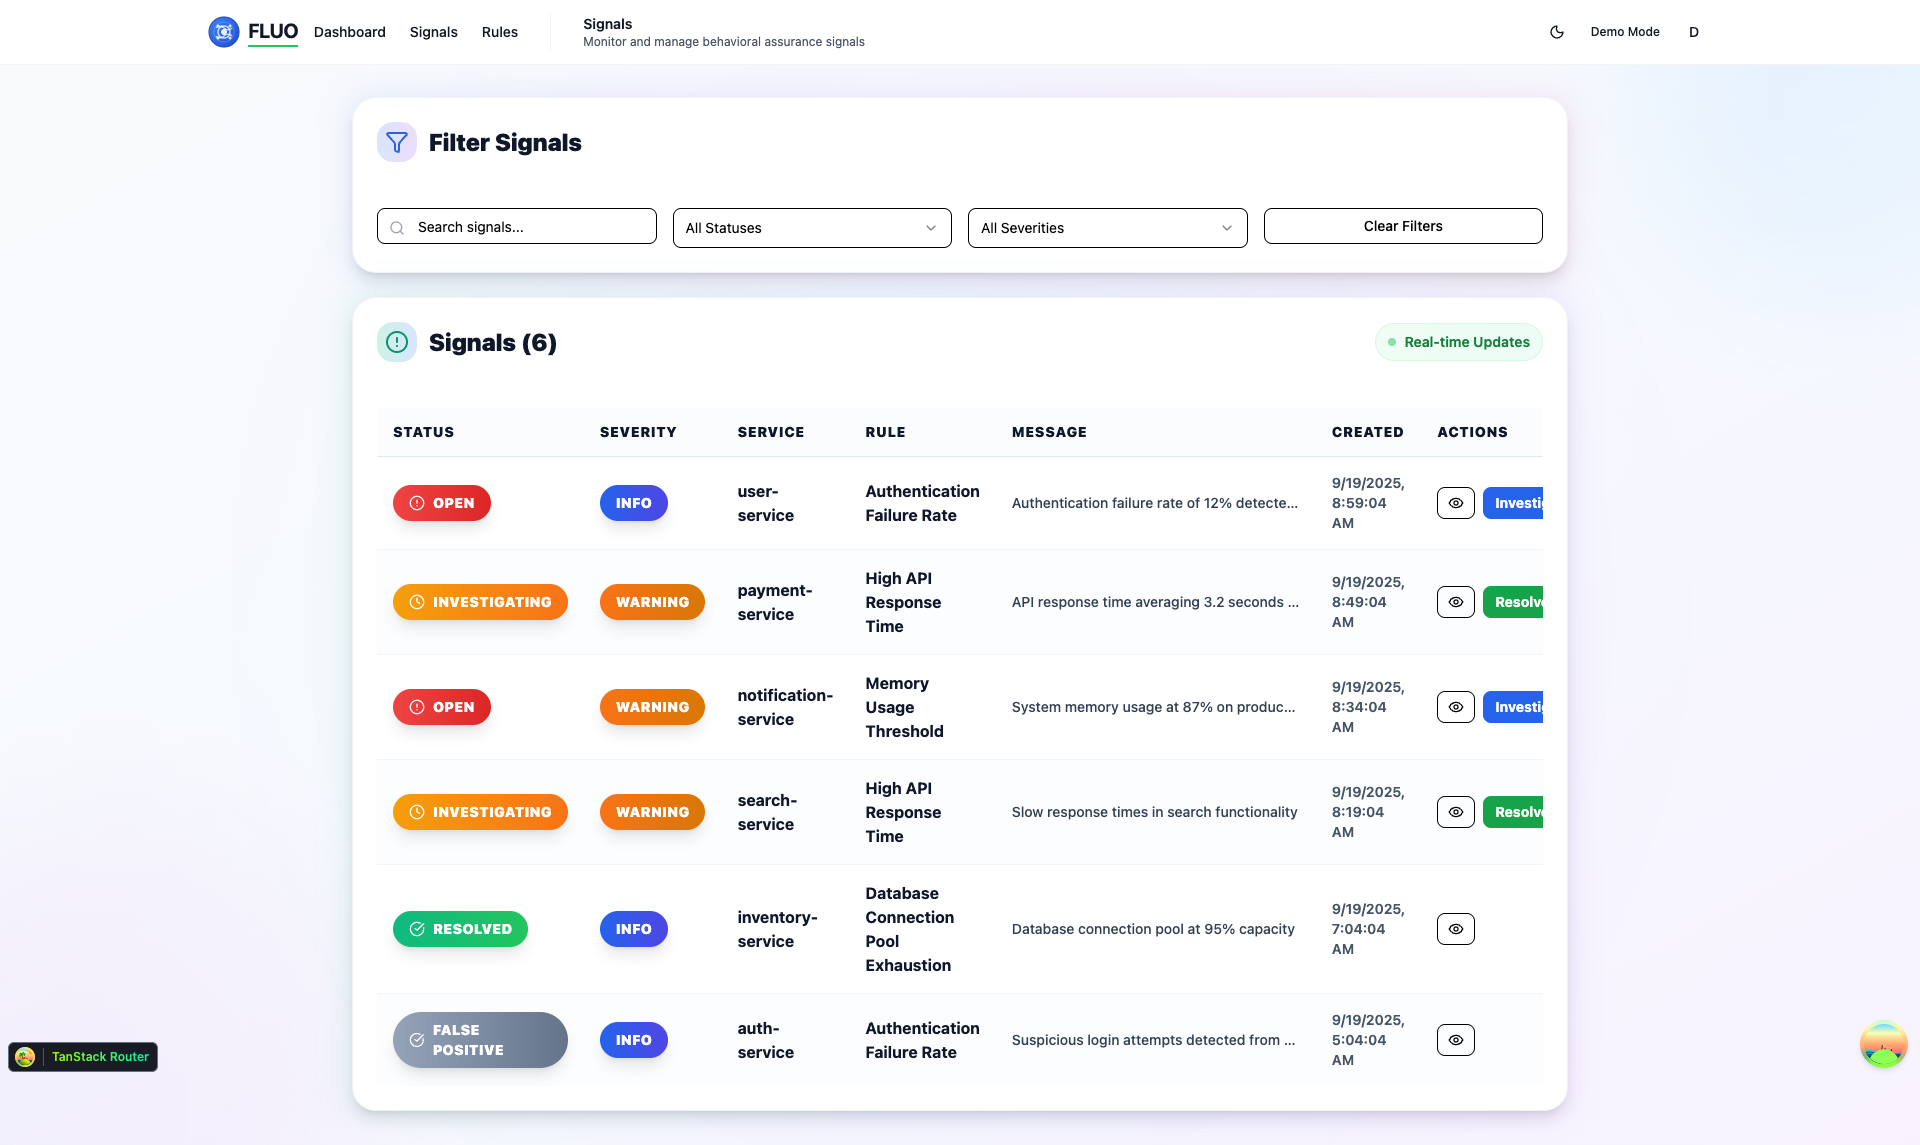 FLUO
Dashboard
Signals
Rules
Signals
Monitor and manage behavioral assurance signals
Demo Mode
D
Filter Signals
Search signals...
All Statuses
All Severities
Clear Filters
Signals (6)
Real-time Updates
STATUS
SEVERITY
SERVICE
RULE
MESSAGE
CREATED
ACTIONS
OPEN
INFO
user-
service
Authentication
Failure Rate
Authentication failure rate of 12% detecte...
9/19/2025,
8:59:04
AM
Investig
INVESTIGATING
WARNING
payment-
service
High API
Response
Time
API response time averaging 3.2 seconds ...
9/19/2025,
8:49:04
AM
Resolve
OPEN
WARNING
notification-
service
Memory
Usage
Threshold
System memory usage at 87% on produc...
9/19/2025,
8:34:04
AM
Investig
INVESTIGATING
WARNING
search-
service
High API
Response
Time
Slow response times in search functionality
9/19/2025,
8:19:04
AM
Resolve
RESOLVED
INFO
inventory-
service
Database
Connection
Pool
Exhaustion
Database connection pool at 95% capacity
9/19/2025,
7:04:04
AM
FALSE
POSITIVE
INFO
auth-
service
Authentication
Failure Rate
Suspicious login attempts detected from ...
9/19/2025,
5:04:04
AM
TanStack Router